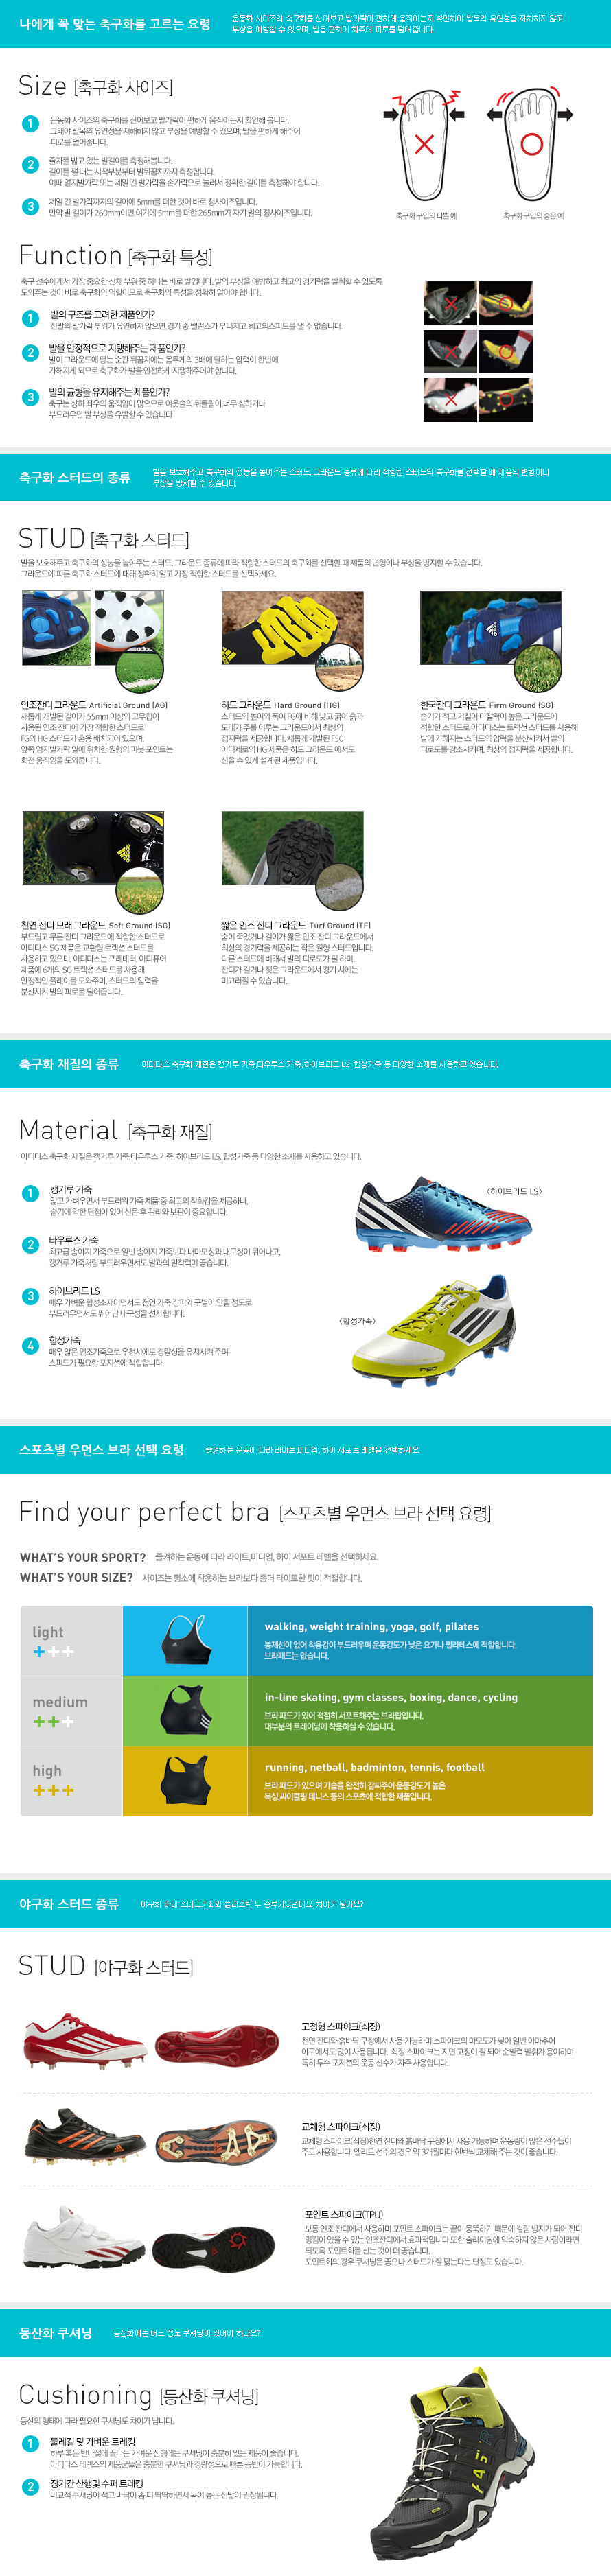 나에게 꼭 맞는 축구화를 고르는 요령
운동화 사이즈의 축구화를 신어보고 발가락이 편하게 움직이는지 확인해야 발목의 유연성을 저해하지 않고
부상을 예방할 수 있으며, 발을 편하게 해주어 피로를 덜어줍니다.
Size [축구화 사이즈]
1 운동화 사이즈의 축구화를 신어보고 발가락이 편하게 움직이는지 확인해 봅니다.
그래야 발목의 유연성을 저해하지 않고 부상을 예방할 수 있으며, 발을 편하게 해주어
피로를 덜어줍니다.
2 줄자를 밟고 있는 발길이를 측정해봅니다.
길이를 잴 때는 시작부분부터 발뒤꿈치까지 측정합니다.
이때 엄지발가락 또는 제일 긴 발가락을 손가락으로 눌러서 정확한 길이를 측정해야 합니다.
3 제일 긴 발가락까지의 길이에 5mm를 더한 것이 바로 정사이즈입니다.
만약 발 길이가 260mm이면 여기에 5mm를 더한 265mm가 자기 발의 정사이즈입니다.
축구화 구입의 나쁜 예
축구화 구입의 좋은 예
Function [축구화 특성]
축구 선수에게서 가장 중요한 신체 부위 중 하나는 바로 발입니다. 발의 부상을 예방하고 최고의 경기력을 발휘할 수 있도록
도와주는 것이 바로 축구화의 역할이므로 축구화의 특성을 정확히 알아야 합니다.
1 발의 구조를 고려한 제품인가?
신발의 발가락 부위가 유연하지 않으면, 경기 중 밸런스가 무너지고 최고의스피드를 낼 수 없습니다.
2 발을 안정적으로 지탱해주는 제품인가?
발이 그라운드에 닿는 순간 뒤꿈치에는 몸무게의 3배에 달하는 압력이 한번에
가해지게 되므로 축구화가 발을 안전하게 지탱해주어야 합니다.
3 발의 균형을 유지해주는 제품인가?
축구는 상하 좌우의 움직임이 많으므로 아웃솔의 뒤틀림이 너무 심하거나
부드러우면 발 부상을 유발할 수 있습니다
축구화 스터드의 종류
발을 보호해주고 축구화의 성능을 높여주는 스터드. 그라운드 종류에 따라 적합한 스터드의 축구화를 선택할 때 제품의 변형이나
부상을 방지할 수 있습니다.
STUD [축구화 스터드]
발을 보호해주고 축구화의 성능을 높여주는 스터드. 그라운드 종류에 따라 적합한 스터드의 축구화를 선택할 때 제품의 변형이나 부상을 방지할 수 있습니다.
그라운드에 따른 축구화 스터드에 대해 정확히 알고 가장 적합한 스터드를 선택하세요.
인조잔디 그라운드 Artificial Ground (AG)
새롭게 개발된 길이가 55mm 이상의 고무칩이
사용된 인조 잔디에 가장 적합한 스터드로
FG와 HG 스터드가 혼용 배치되어 있으며,
앞쪽 엄지발가락 밑에 위치한 원형의 피봇 포인트는
회전 움직임을 도와줍니다.
하드 그라운드 Hard Ground (HG)
스터드의 높이와 폭이 FG에 비해 낮고 굵어 흙과
모래가 주를 이루는 그라운드에서 최상의
접지력을 제공합니다. 새롭게 개발된 F50
아디제로의 HG 제품은 하드 그라운드 에서도
신을 수 있게 설계된 제품입니다.
한국잔디 그라운드 Firm Ground (SG)
습기가 적고 거칠어 마찰력이 높은 그라운드에
적합한 스터드로 아디다스는 트랙션 스터드를 사용해
발에 가해지는 스터드의 압력을 분산시켜서 발의
피로도를 감소시키며, 최상의 접지력을 제공합니다.
천연 잔디 모래 그라운드 Soft Ground (SG)
부드럽고 무른 잔디 그라운드에 적합한 스터드로
아디다스 SG 제품은 교환형 트랙션 스터드를
사용하고 있으며, 아디다스는 프레데터, 아디퓨어
제품에 6개의 SG 트랙션 스터드를 사용해
안정적인 플레이를 도와주며, 스터드의 압력을
분산시켜 발의 피로를 덜어줍니다.
짧은 인조 잔디 그라운드 Turf Ground (TF)
숨이 죽었거나 길이가 짧은 인조 잔디 그라운드에서
최상의 경기력을 제공하는 작은 원형 스터드입니다.
다른 스터드에 비해서 발의 피로도가 덜 하며,
잔디가 길거나 젖은 그라운드에서 경기 시에는
미끄러질 수 있습니다.
축구화 재질의 종류
아디다스 축구화 재질은 캥거루 가죽,타우루스 가죽, 하이브리드 LS, 합성가죽 등 다양한 소재를 사용하고 있습니다.
Material [축구화 재질]
아디다스 축구화 재질은 캥거루 가죽,타우루스 가죽, 하이브리드 LS, 합성가죽 등 다양한 소재를 사용하고 있습니다.
1 캥거루 가죽
얇고 가벼우면서 부드러워 가죽 제품 중 최고의 착화감을 제공하나,
습기에 약한 단점이 있어 신은 후 관리와 보관이 중요합니다.
2 타우루스 가죽
최고급 송아지 가죽으로 일반 송아지 가죽보다 내마모성과 내구성이 뛰어나고,
캥거루 가죽처럼 부드러우면서도 발과의 밀착력이 좋습니다.
3 하이브리드 LS
매우 가벼운 합성소재이면서도 천연 가죽 갑피와 구별이 안될 정도로
부드러우면서도 뛰어난 내구성을 선사합니다.
4 합성가죽
매우 얇은 인조가죽으로 우천시에도 경량성을 유지시켜 주며
스피드가 필요한 포지션에 적합합니다.
<하이브리드 LS>
<합성가죽>
스포츠별 우먼스 브라 선택 요령
즐겨하는 운동에 따라 라이트,미디엄, 하이 서포트 레벨을 선택하세요.
Find your perfect bra [스포츠별 우먼스 브라 선택 요령]
WHAT'S YOUR SPORT? 즐겨하는 운동에 따라 라이트,미디엄, 하이 서포트 레벨을 선택하세요.
WHAT'S YOUR SIZE? 사이즈는 평소에 착용하는 브라보다 좀더 타이트한 핏이 적절합니다.
light
walking, weight training, yoga, golf, pilates
봉제선이 없어 착용감이 부드러우며 운동강도가 낮은 요가나 필라테스에 적합합니다.
브라패드는 없습니다.
medium
in-line skating, gym classes, boxing, dance, cycling
브라 패드가 있어 적절히 서포트해주는 브라탑입니다.
대부분의 트레이닝에 착용하실 수 있습니다.
high
running, netball, badminton, tennis, football
브라 패드가 있으며 가슴을 완전히 감싸주어 운동강도가 높은
복싱,싸이클링 테니스 등의 스포츠에 적합한 제품입니다.
야구화 스터드 종류
야구화 아래 스터드가쇠와 플라스틱 두 종류가있던데요, 차이가 뭘까요?
STUD [야구화 스터드]
고정형 스파이크(쇠징)
천연 잔디와 흙바닥 구장에서 사용 가능하며 스파이크의 마모도가 낮아 일반 아마추어
야구에서도 많이 사용됩니다. 쇠징 스파이크는 지면 고정이 잘 되어 순발력 발휘가 용이하며
특히 투수 포지션의 운동 선수가 자주 사용합니다.
교체형 스파이크(쇠징)
교체형 스파이크(쇠징)천연 잔디와 흙바닥 구장에서 사용 가능하며 운동량이 많은 선수들이
주로 사용합니다. 엘리트 선수의 경우 약 3개월마다 한번씩 교체해 주는 것이 좋습니다.
포인트 스파이크(TPU)
보통 인조 잔디에서 사용하며 포인트 스파이크는 끝이 뭉뚝하기 때문에 걸림 방지가 되어 잔디
엉킴이 있을 수 있는 인조잔디에서 효과적입니다.또한 슬라이딩에 익숙하지 않은 사람이라면
되도록 포인트화를 신는 것이 더 좋습니다.
포인트화의 경우 쿠셔닝은 좋으나 스터드가 잘 닳는다는 단점도 있습니다.
등산화 쿠셔닝
등산화에는 어느 정도 쿠셔닝이 있어야 하나요?
Cushioning [등산화 쿠셔닝]
등산의 형태에 따라 필요한 쿠셔닝도 차이가 납니다.
1 둘레길 및 가벼운 트레킹
하루 혹은 반나절에 끝나는 가벼운 산행에는 쿠셔닝이 충분히 있는 제품이 좋습니다.
아디다스 테렉스의 제품군들은 충분한 쿠셔닝과 경량성으로 빠른 등반이 가능합니다.
2 장기간 산행및 수퍼 트레킹
비교적 쿠셔닝이 적고 바닥이 좀 더 딱딱하면서 목이 높은 신발이 권장됩니다.